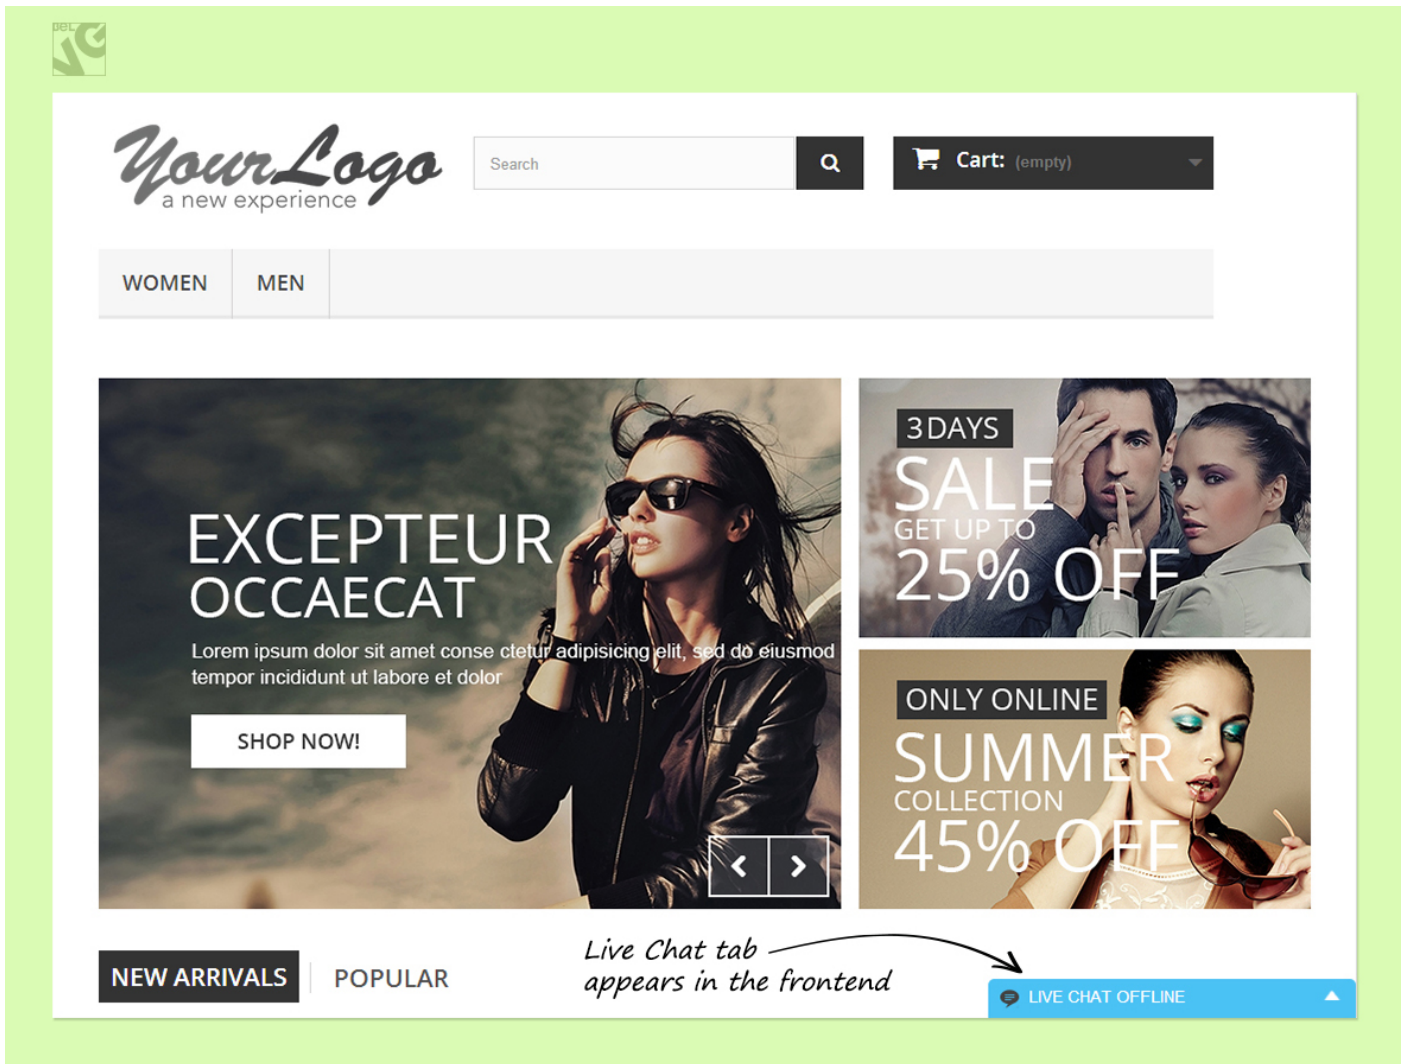 BelVG
YourLogo
a new experience
Search
Cart: (empty)
WOMEN
MEN
EXCEPTEUR
OCCAECAT
Lorem ipsum dolor sit amet conse ctetur adipisicing elit, sed do eiusmod
tempor incididunt ut labore et dolor
SHOP NOW!
3 DAYS
SALE
GET UP TO
25% OFF
ONLY ONLINE
SUMMER
COLLECTION
45% OFF
NEW ARRIVALS
POPULAR
Live Chat tab
appears in the frontend
LIVE CHAT OFFLINE